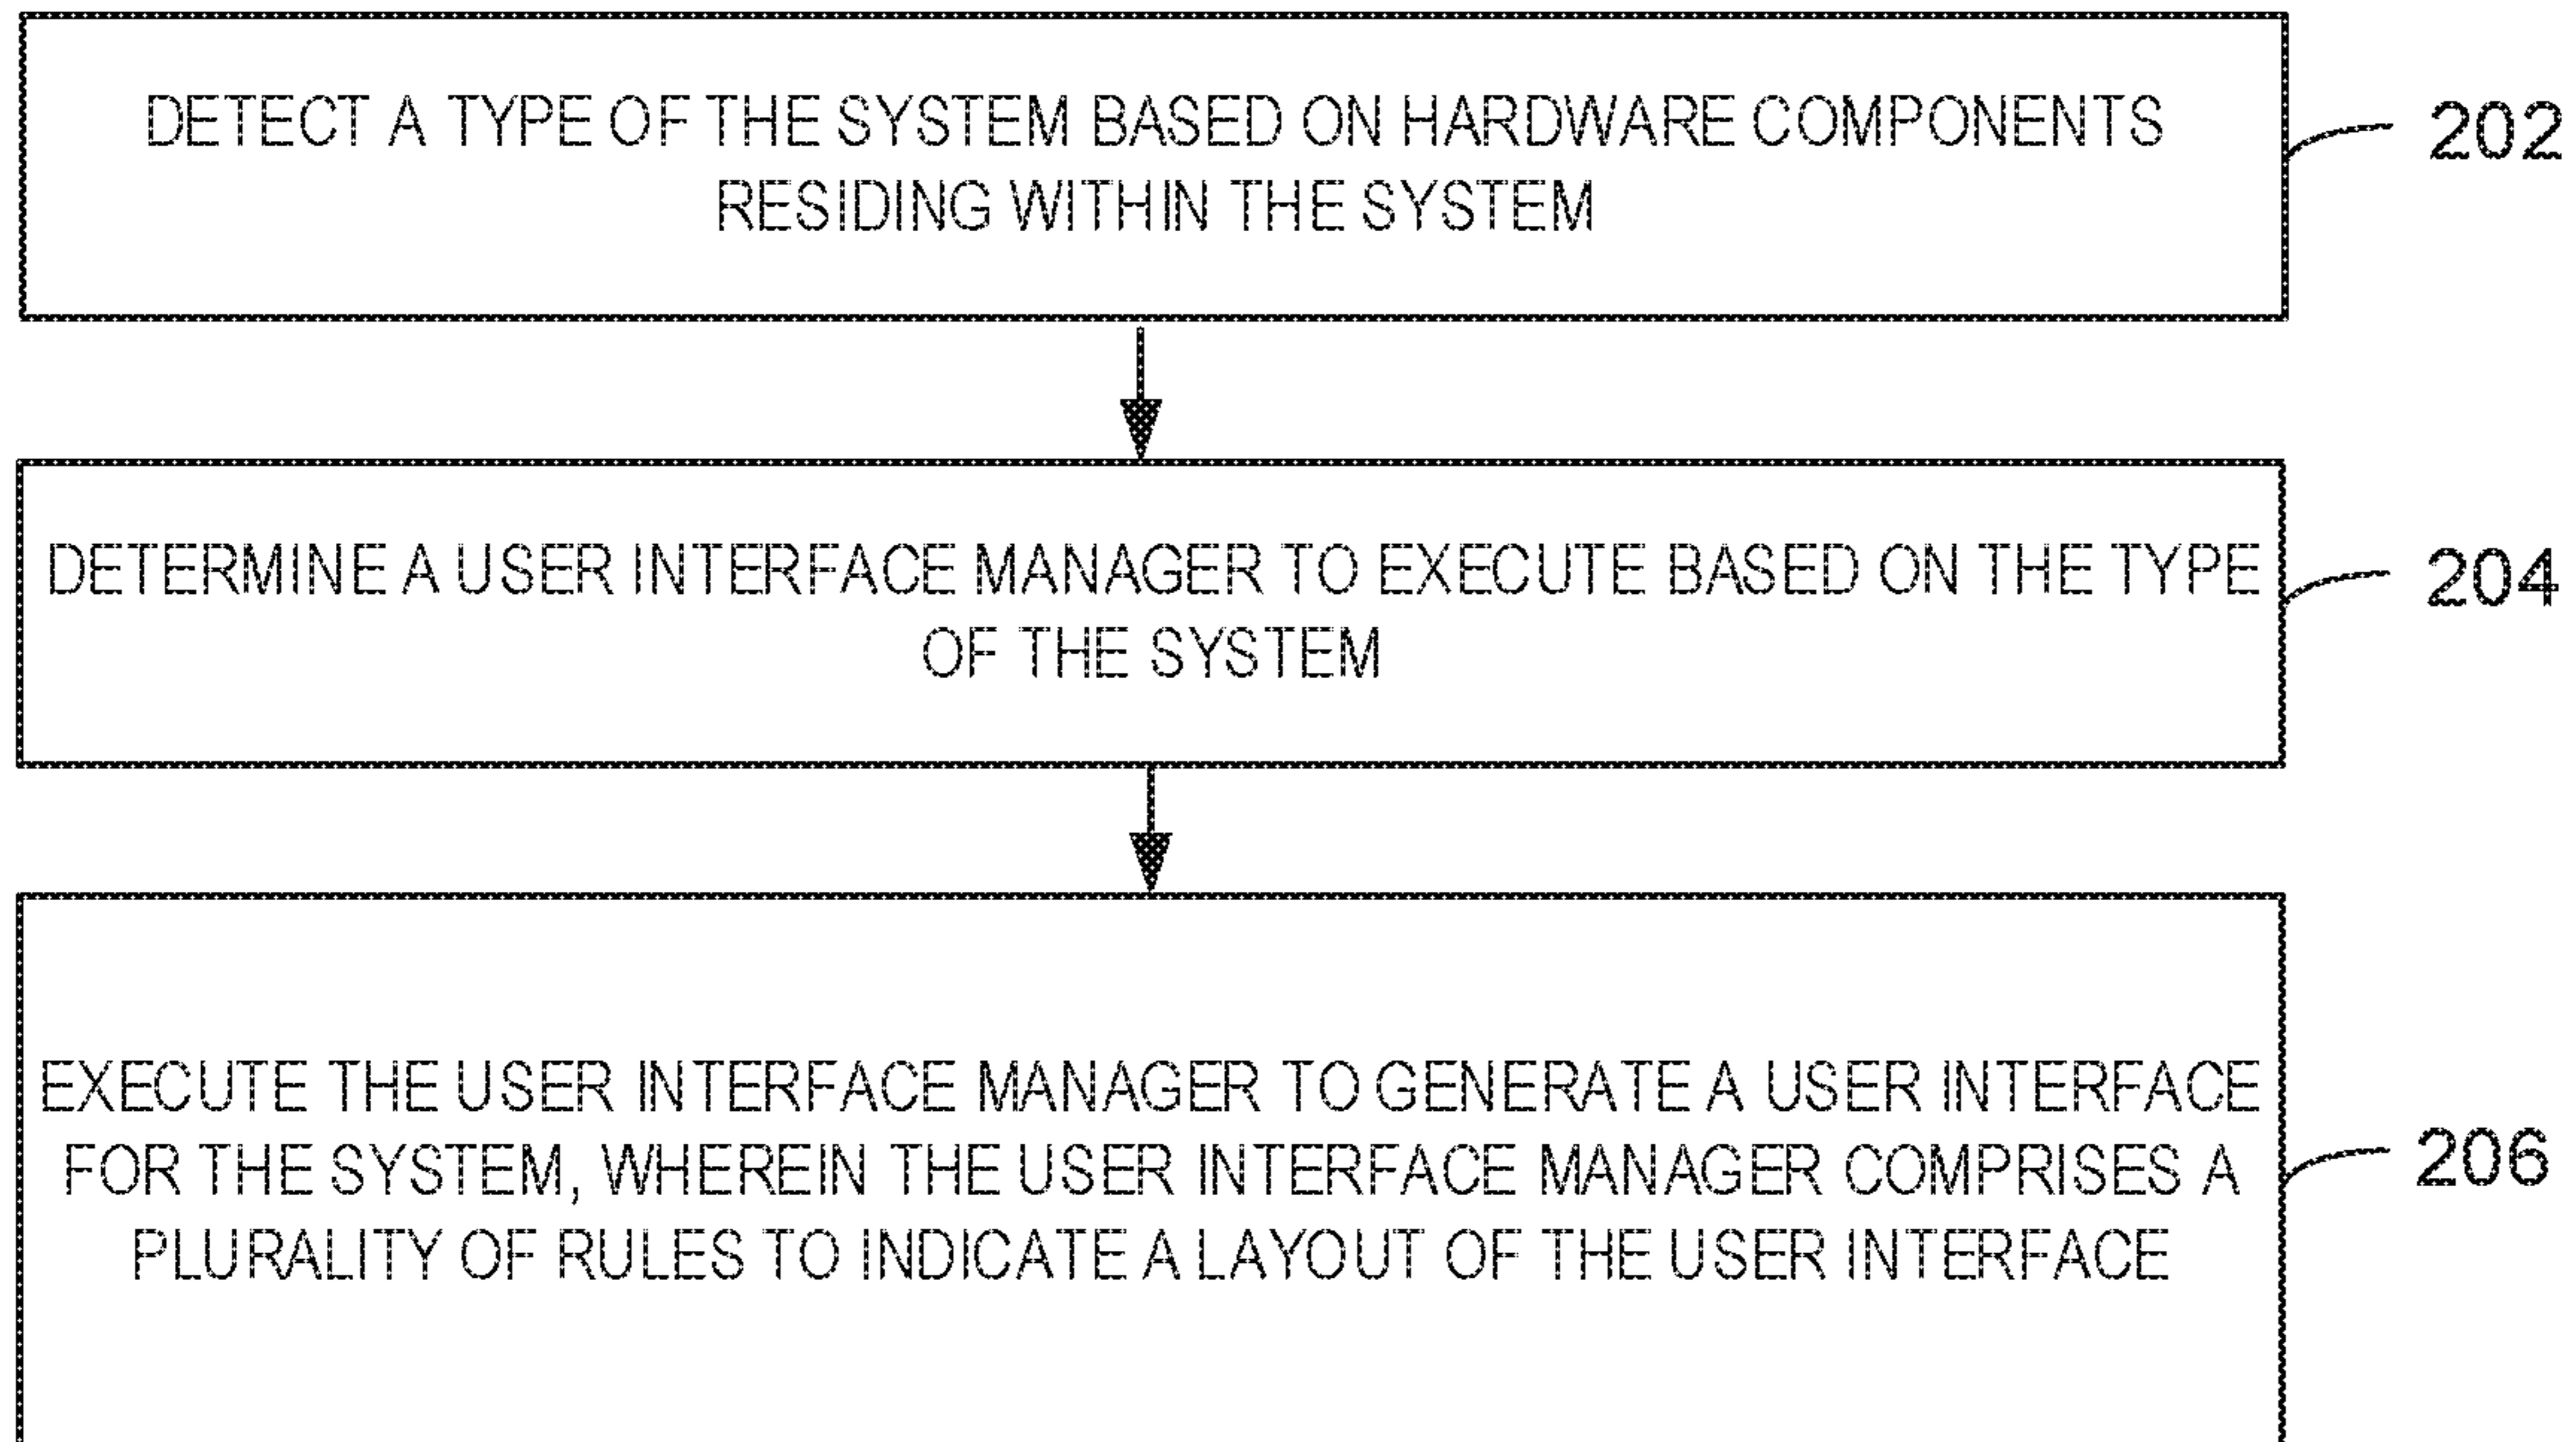 DETECT A TYPE OF THE SYSTEM BASED ON HARDWARE COMPONENTS
RESIDING WITHIN THE SYSTEM
202
DETERMINE A USER INTERFACE MANAGER TO EXECUTE BASED ON THE TYPE
OF THE SYSTEM
204
EXECUTE THE USER INTERFACE MANAGER TO GENERATE A USER INTERFACE
FOR THE SYSTEM, WHEREIN THE USER INTERFACE MANAGER COMPRISES A
PLURALITY OF RULES TO INDICATE A LAYOUT OF THE USER INTERFACE
206